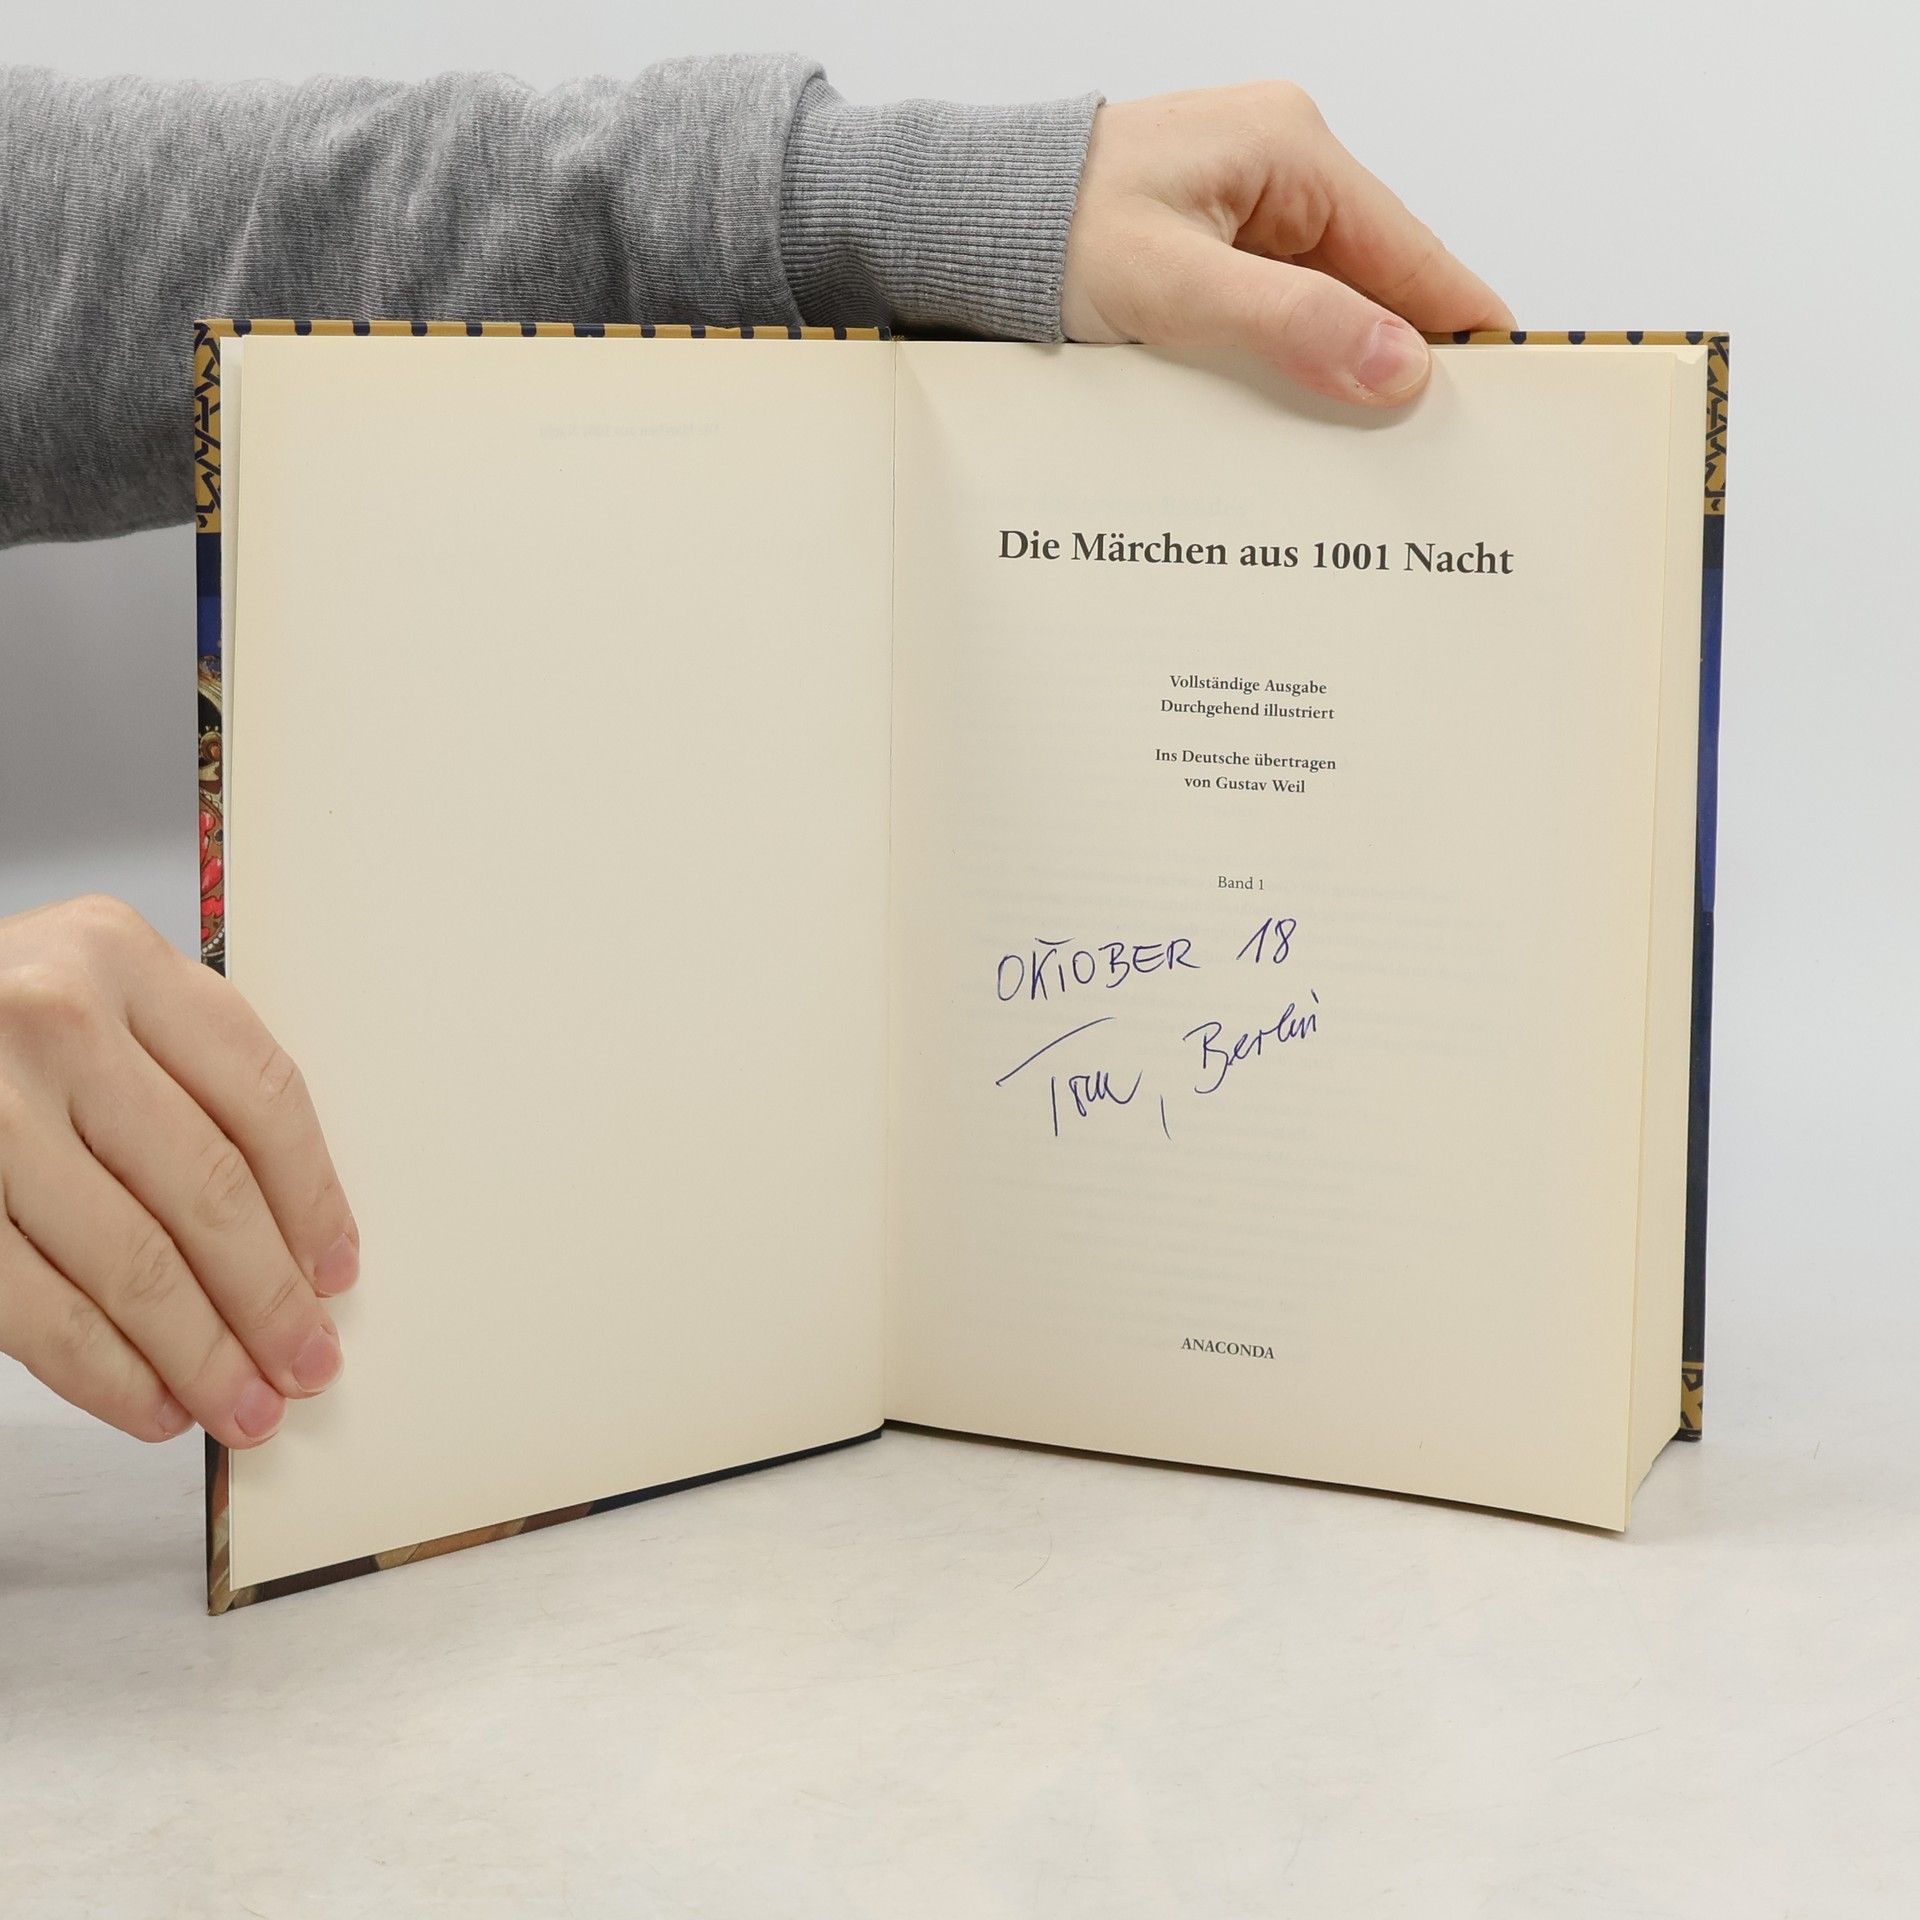 Die Märchen aus 1001 Nacht
Vollständige Ausgabe
Durchgehend illustriert
Ins Deutsche übertragen
von Gustav Weil
Band 1
OKTOBER 18
Tom, Berlin
ANACONDA